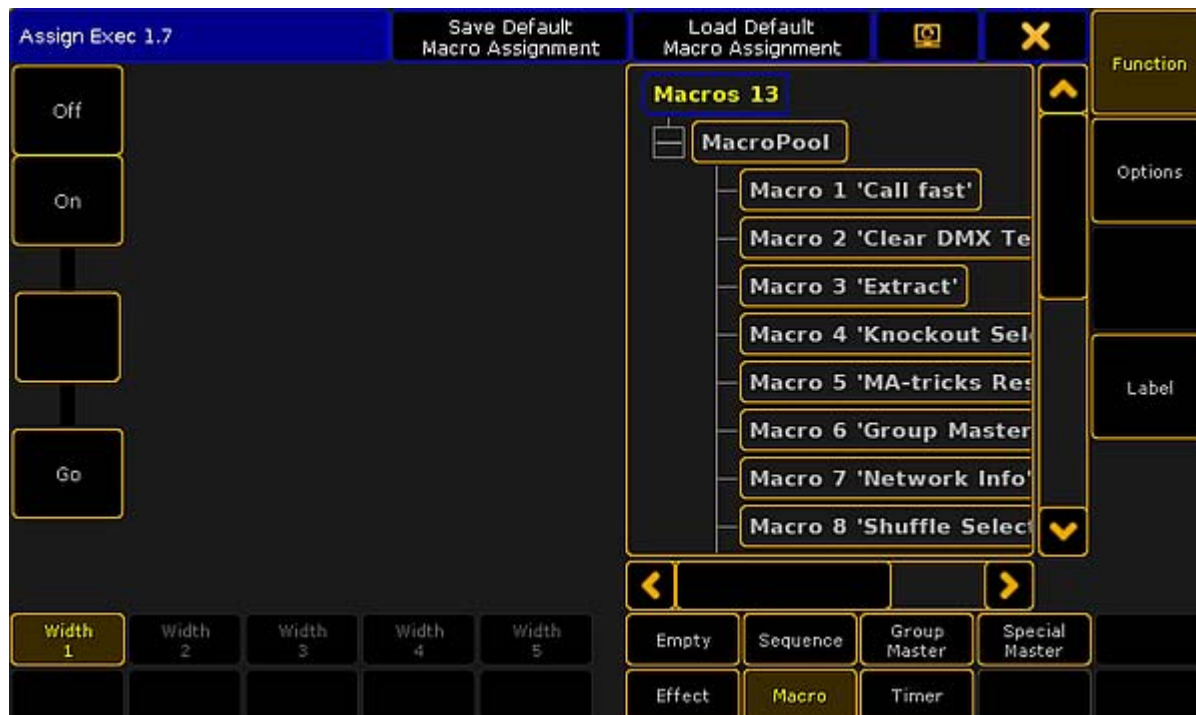 Assign Exec 1.7
Save Default
Macro Assignment
Load Default
Macro Assignment
Function
Off
On
Go
Macros 13
MacroPool
Macro 1 'Call fast'
Macro 2 'Clear DMX Te
Macro 3 'Extract'
Macro 4 'Knockout Sel
Macro 5 'MA-tricks Res
Macro 6 'Group Master
Macro 7 'Network Info'
Macro 8 'Shuffle Select
Options
Label
Width
1
Width
2
Width
3
Width
4
Width
5
Empty
Sequence
Group
Master
Special
Master
Effect
Macro
Timer